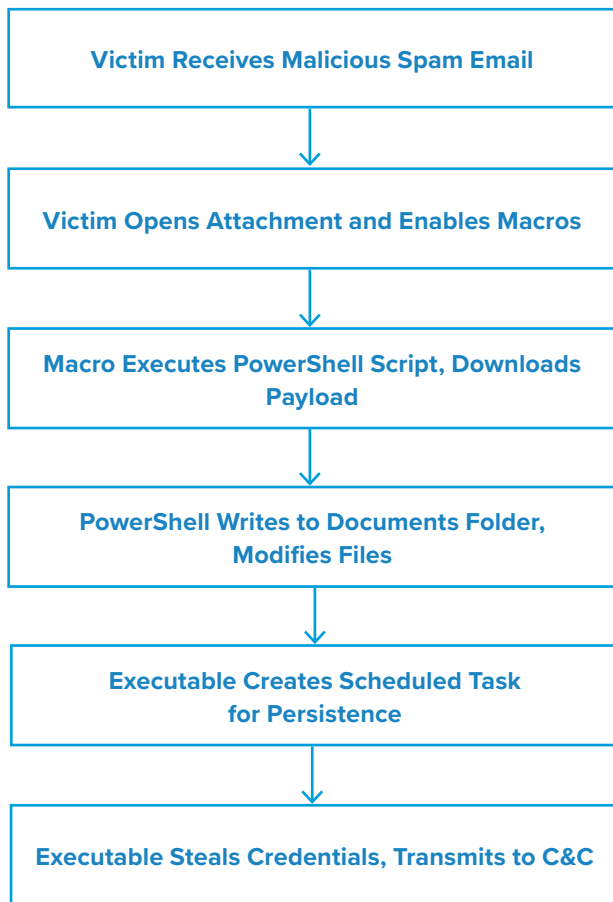 Victim Receives Malicious Spam Email
Victim Opens Attachment and Enables Macros
Macro Executes PowerShell Script, Downloads
Payload
PowerShell Writes to Documents Folder,
Modifies Files
Executable Creates Scheduled Task
for Persistence
Executable Steals Credentials, Transmits to C&C